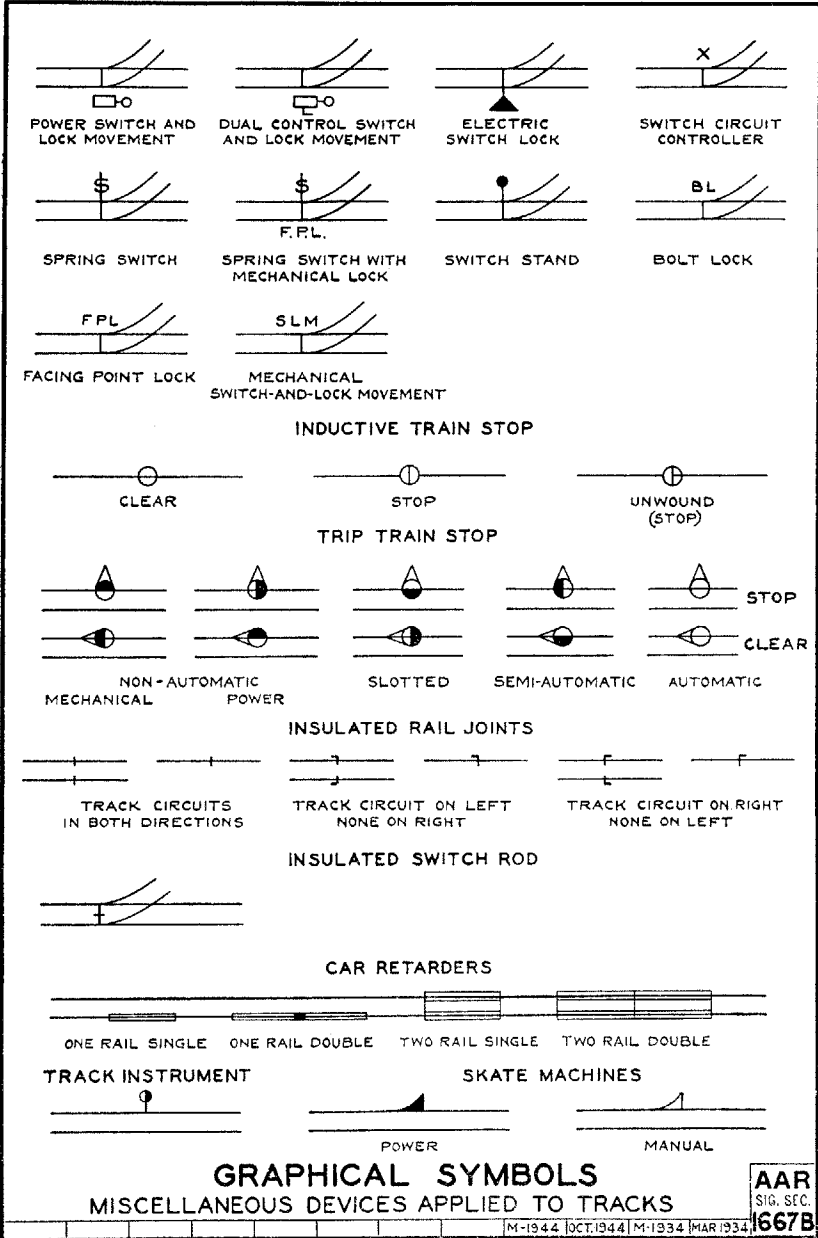 X
POWER SWITCH AND
LOCK MOVEMENT
DUAL CONTROL SWITCH
AND LOCK MOVEMENT
ELECTRIC
SWITCH LOCK
SWITCH CIRCUIT
CONTROLLER
S
S
BL
F.P.L.
SPRING SWITCH
SPRING SWITCH WITH
MECHANICAL LOCK
SWITCH STAND
BOLT LOCK
FPL
SLM
FACING POINT LOCK
MECHANICAL
SWITCH-AND-LOCK MOVEMENT
INDUCTIVE TRAIN STOP
CLEAR
STOP
UNWOUND
(STOP)
TRIP TRAIN STOP
STOP
CLEAR
NON-AUTOMATIC
MECHANICAL POWER
SLOTTED
SEMI-AUTOMATIC
AUTOMATIC
INSULATED RAIL JOINTS
TRACK CIRCUITS
IN BOTH DIRECTIONS
TRACK CIRCUIT ON LEFT
NONE ON RIGHT
TRACK CIRCUIT ON RIGHT
NONE ON LEFT
INSULATED SWITCH ROD
CAR RETARDERS
ONE RAIL SINGLE
ONE RAIL DOUBLE
TWO RAIL SINGLE
TWO RAIL DOUBLE
TRACK INSTRUMENT
SKATE MACHINES
POWER
MANUAL
GRAPHICAL SYMBOLS
MISCELLANEOUS DEVICES APPLIED TO TRACKS
AAR
SIG. SEC.
1667B
M-1944 OCT.1944 M-1934 MAR 1934